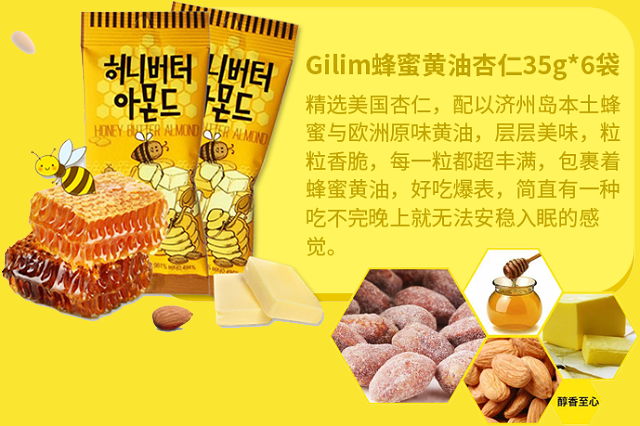 Gilim蜂蜜黄油杏仁35g*6袋
精选美国杏仁，配以济州岛本土蜂
蜜与欧洲原味黄油，层层美味，粒
粒香脆，每一粒都超丰满，包裹着
蜂蜜黄油，好吃爆表，简直有一种
吃不完晚上就无法安稳入眠的感
觉。
허니버터
아몬드
HONEY BUTTER ALMOND
허니버터
아몬드
HONEY BUTTER ALMOND
醇香至心